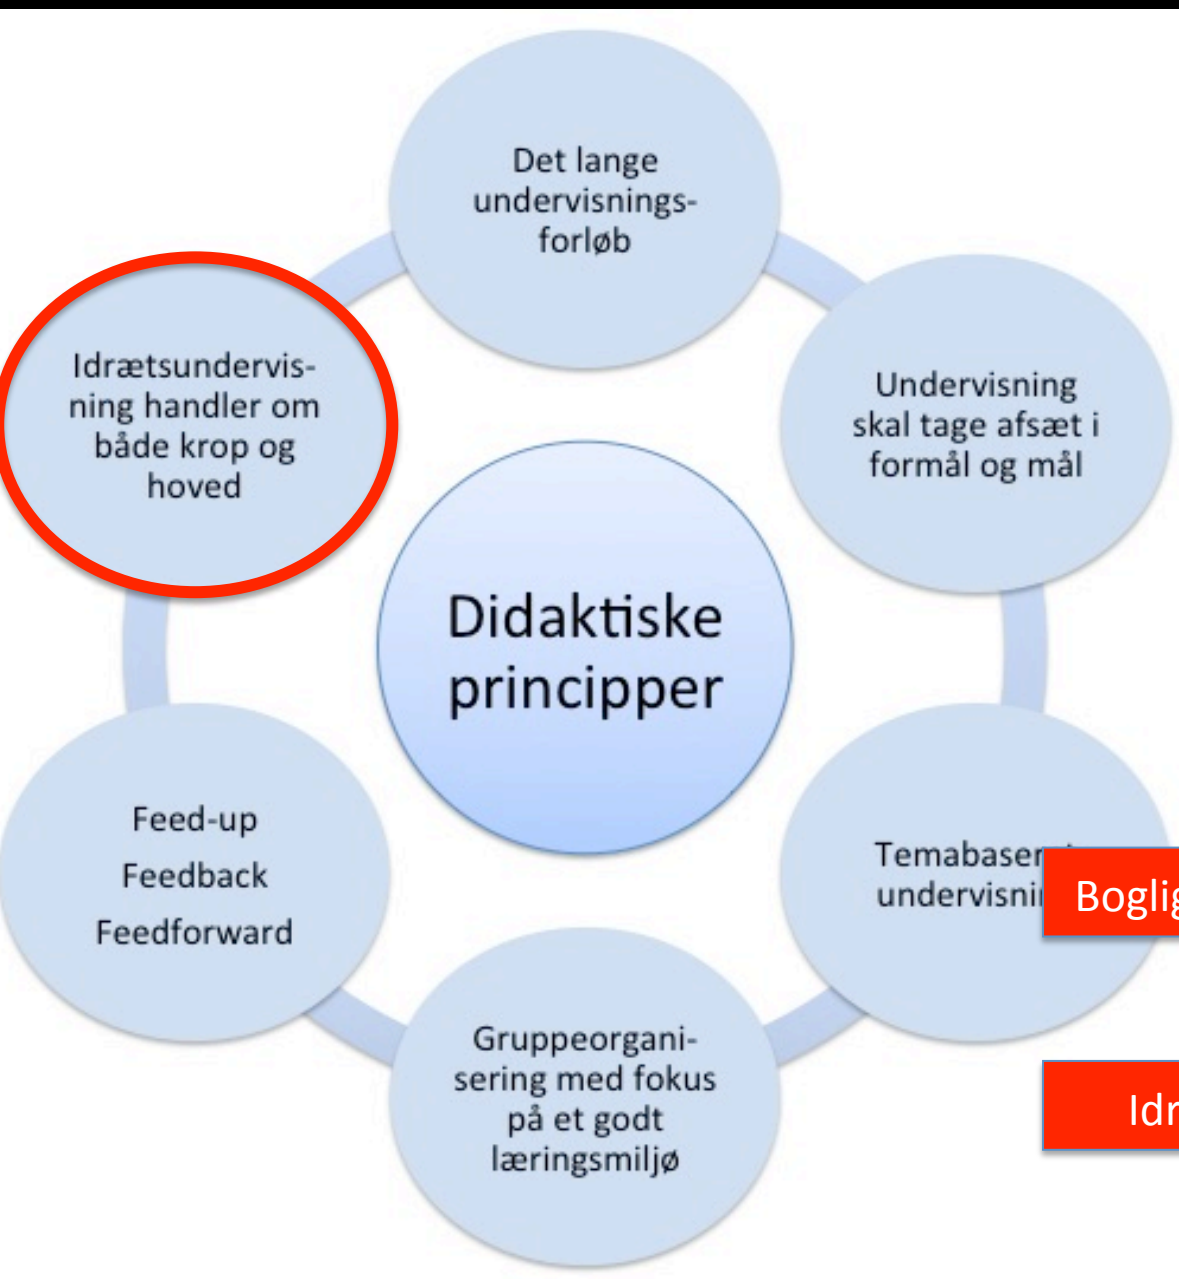 Det lange
undervisnings-
forløb
Undervisning
skal tage afsæt i
formål og mål
Idrætsundervis-
ning handler om
både krop og
hoved
Didaktiske
principper
Feed-up
Feedback
Feedforward
Gruppeorgani-
sering med fokus
på et godt
læringsmiljø